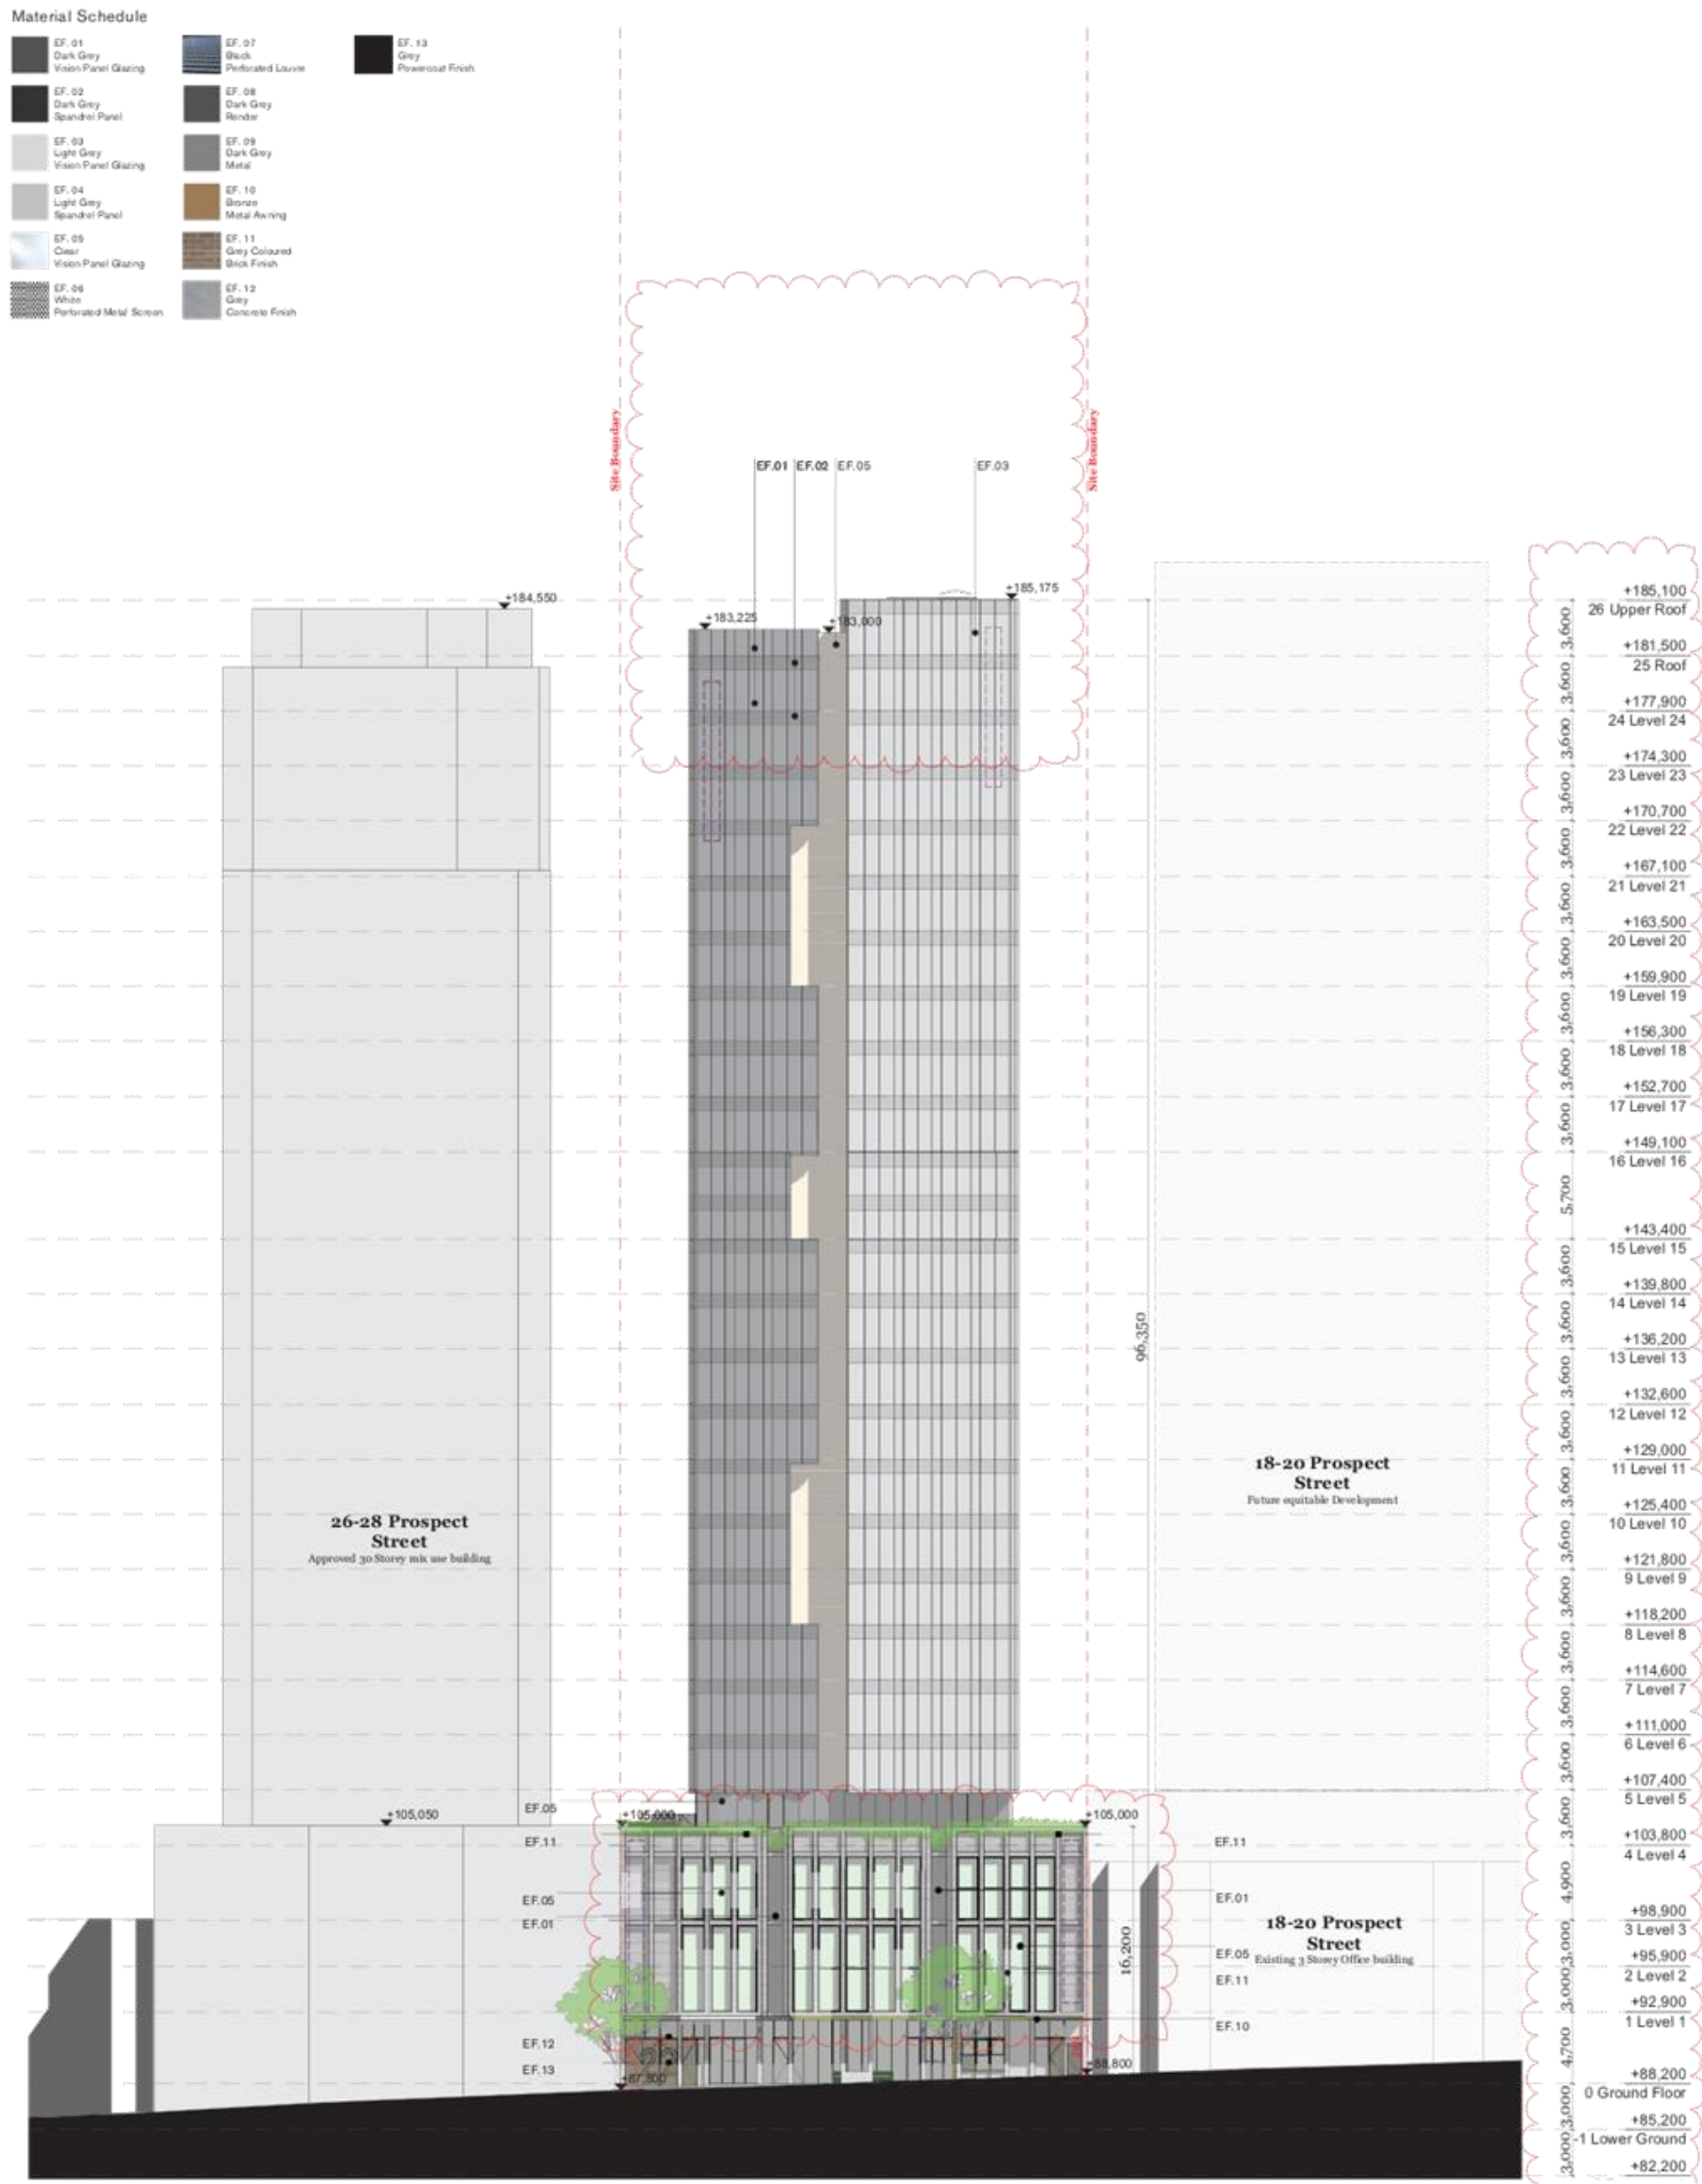 Material Schedule
EF. 01
Dark Grey
Vision Panel Glazing
EF. 02
Dark Grey
Spandrel Panel
EF. 03
Light Grey
Vision Panel Glazing
EF. 04
Light Grey
Spandrel Panel
EF. 05
Clear
Vision Panel Glazing
EF. 06
White
Perforated Metal Screen
EF. 07
Black
Perforated Louvre
EF. 08
Dark Grey
Render
EF. 09
Dark Grey
Metal
EF. 10
Bronze
Metal Awning
EF. 11
Grey Coloured
Brick Finish
EF. 12
Grey
Concrete Finish
EF. 13
Grey
Powercoat Finish
Site Boundary
Site Boundary
EF.01 EF.02 EF.05 EF.03
+184,550
+183,225
+183,000
+185,175
96,350
26-28 Prospect
Street
Approved 30 Storey mix use building
18-20 Prospect
Street
Future equitable Development
+105,050
EF.05
+105,000
+105,000
EF.11
EF.05
EF.01
EF.12
EF.13
+87,800
+88,800
16,200
EF.11
EF.01
EF.05
EF.11
EF.10
18-20 Prospect
Street
Existing 3 Storey Office building
+185,100
26 Upper Roof
3,600
+181,500
25 Roof
3,600
+177,900
24 Level 24
3,600
+174,300
23 Level 23
3,600
+170,700
22 Level 22
3,600
+167,100
21 Level 21
3,600
+163,500
20 Level 20
3,600
+159,900
19 Level 19
3,600
+156,300
18 Level 18
3,600
+152,700
17 Level 17
3,600
+149,100
16 Level 16
5,700
+143,400
15 Level 15
3,600
+139,800
14 Level 14
3,600
+136,200
13 Level 13
3,600
+132,600
12 Level 12
3,600
+129,000
11 Level 11
3,600
+125,400
10 Level 10
3,600
+121,800
9 Level 9
3,600
+118,200
8 Level 8
3,600
+114,600
7 Level 7
3,600
+111,000
6 Level 6
3,600
+107,400
5 Level 5
3,600
+103,800
4 Level 4
4,900
+98,900
3 Level 3
3,000
+95,900
2 Level 2
3,000
+92,900
1 Level 1
4,700
+88,200
0 Ground Floor
3,000
+85,200
-1 Lower Ground
3,000
+82,200